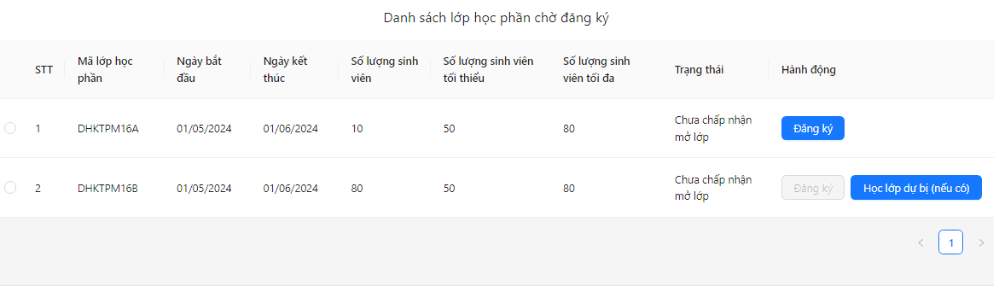 Danh sách lớp học phần chờ đăng ký
STT Mã lớp học phần Ngày bắt đầu Ngày kết thúc Số lượng sinh viên Số lượng sinh viên tối thiểu Số lượng sinh viên tối đa Trạng thái Hành động
1 DHKTPM16A 01/05/2024 01/06/2024 10 50 80 Chưa chấp nhận mở lớp Đăng ký
2 DHKTPM16B 01/05/2024 01/06/2024 80 50 80 Chưa chấp nhận mở lớp Đăng ký Học lớp dự bị (nếu có)
< 1 >